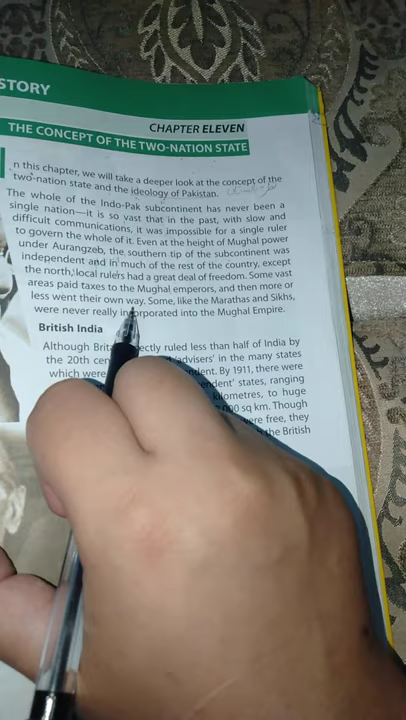 STORY
CHAPTER ELEVEN
THE CONCEPT OF THE TWO-NATION STATE
n this chapter, we will take a deeper look at the concept of the
two-nation state and the ideology of Pakistan.
The whole of the Indo-Pak subcontinent has never been a
single nation—it is so vast that in the past, with slow and
difficult communications, it was impossible for a single ruler
to govern the whole of it. Even at the height of Mughal power
under Aurangzeb, the southern tip of the subcontinent was
independent and in much of the rest of the country, except
the north, local rulers had a great deal of freedom. Some vast
areas paid taxes to the Mughal emperors, and then more or
less went their own way. Some, like the Marathas and Sikhs,
were never really incorporated into the Mughal Empire.
British India
Although Brita ectly ruled less than half of India by
the 20th cen 'advisers' in the many states
which were ndent. By 1911, there were
endent' states, ranging
kilometres, to huge
000 sq km. Though
were free, they
the British